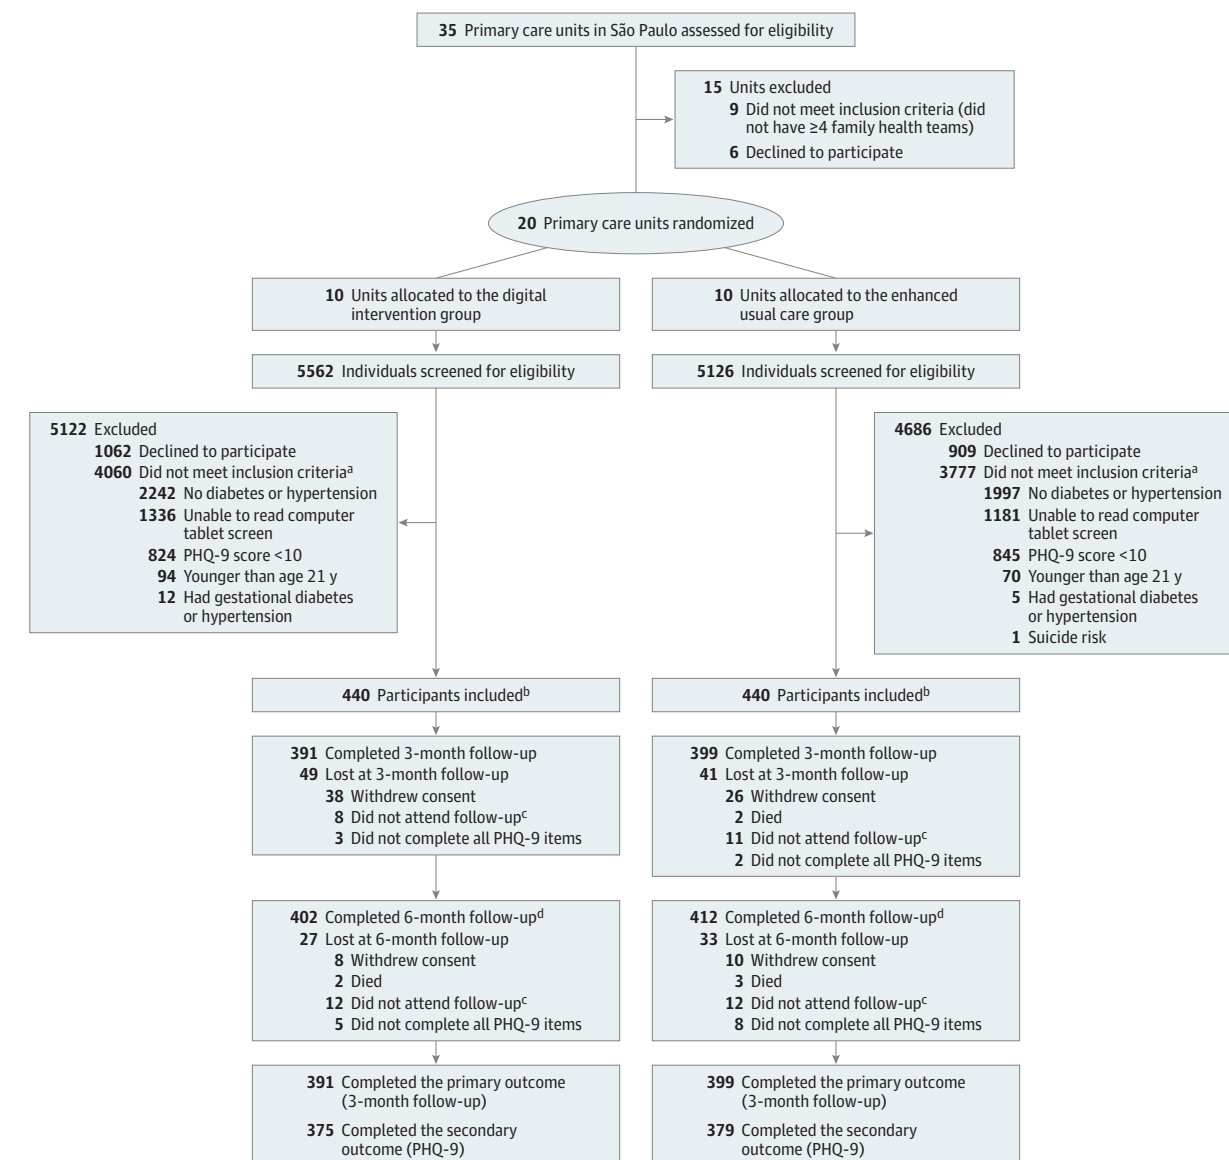 35 Primary care units in São Paulo assessed for eligibility
15 Units excluded
9 Did not meet inclusion criteria (did
not have ≥4 family health teams)
6 Declined to participate
20 Primary care units randomized
10 Units allocated to the digital
intervention group
10 Units allocated to the enhanced
usual care group
5562 Individuals screened for eligibility
5126 Individuals screened for eligibility
5122 Excluded
1062 Declined to participate
4060 Did not meet inclusion criteriaa
2242 No diabetes or hypertension
1336 Unable to read computer
tablet screen
824 PHQ-9 score <10
94 Younger than age 21 y
12 Had gestational diabetes
or hypertension
4686 Excluded
909 Declined to participate
3777 Did not meet inclusion criteriaa
1997 No diabetes or hypertension
1181 Unable to read computer
tablet screen
845 PHQ-9 score <10
70 Younger than age 21 y
5 Had gestational diabetes
or hypertension
1 Suicide risk
440 Participants includedb
440 Participants includedb
391 Completed 3-month follow-up
49 Lost at 3-month follow-up
38 Withdrew consent
8 Did not attend follow-upc
3 Did not complete all PHQ-9 items
399 Completed 3-month follow-up
41 Lost at 3-month follow-up
26 Withdrew consent
2 Died
11 Did not attend follow-upc
2 Did not complete all PHQ-9 items
402 Completed 6-month follow-upd
27 Lost at 6-month follow-up
8 Withdrew consent
2 Died
12 Did not attend follow-upc
5 Did not complete all PHQ-9 items
412 Completed 6-month follow-upd
33 Lost at 6-month follow-up
10 Withdrew consent
3 Died
12 Did not attend follow-upc
8 Did not complete all PHQ-9 items
391 Completed the primary outcome
(3-month follow-up)
375 Completed the secondary
outcome (PHQ-9)
399 Completed the primary outcome
(3-month follow-up)
379 Completed the secondary
outcome (PHQ-9)